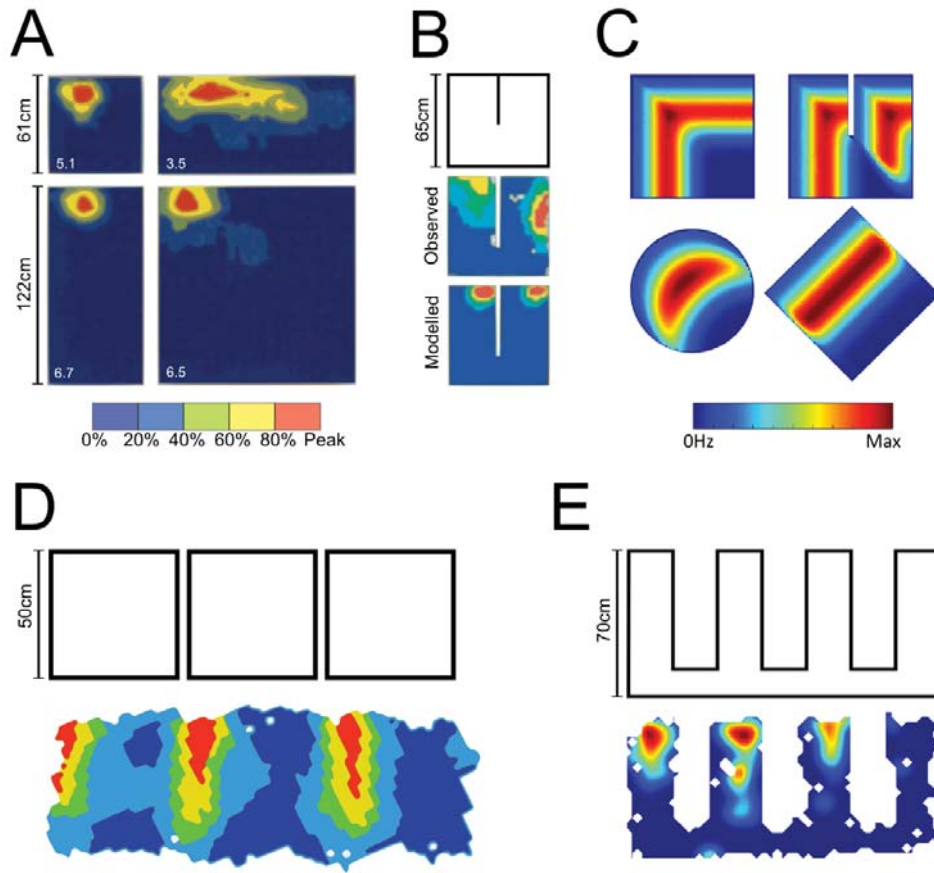 A
61cm
5.1
3.5
122cm
6.7
6.5
0% 20% 40% 60% 80% Peak
B
65cm
Observed
Modelled
C
0Hz Max
D
50cm
E
70cm